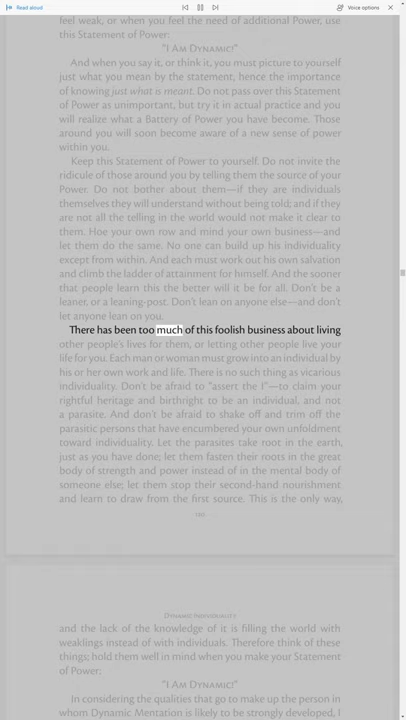 Read aloud
Voice options
feel weak, or when you feel the need of additional Power, use
this Statement of Power:
"I AM DYNAMIC!"
And when you say it, or think it, you must picture to yourself
just what you mean by the statement, hence the importance
of knowing just what is meant. Do not pass over this Statement
of Power as unimportant, but try it in actual practice and you
will realize what a Battery of Power you have become. Those
around you will soon become aware of a new sense of power
within you.
Keep this Statement of Power to yourself. Do not invite the
ridicule of those around you by telling them the source of your
Power. Do not bother about them—if they are individuals
themselves they will understand without being told; and if they
are not all the telling in the world would not make it clear to
them. Hoe your own row and mind your own business—and
let them do the same. No one can build up his individuality
except from within. And each must work out his own salvation
and climb the ladder of attainment for himself. And the sooner
that people learn this the better will it be for all. Don't be a
leaner, or a leaning-post. Don't lean on anyone else—and don't
let anyone lean on you.
There has been too much of this foolish business about living
other people's lives for them, or letting other people live your
life for you. Each man or woman must grow into an individual by
his or her own work and life. There is no such thing as vicarious
individuality. Don't be afraid to "assert the I"—to claim your
rightful heritage and birthright to be an individual, and not
a parasite. And don't be afraid to shake off and trim off the
parasitic persons that have encumbered your own unfoldment
toward individuality. Let the parasites take root in the earth,
just as you have done; let them fasten their roots in the great
body of strength and power instead of in the mental body of
someone else; let them stop their second-hand nourishment
and learn to draw from the first source. This is the only way,
DYNAMIC INDIVIDUALITY
and the lack of the knowledge of it is filling the world with
weaklings instead of with individuals. Therefore think of these
things; hold them well in mind when you make your Statement
of Power:
"I AM DYNAMIC!"
In considering the qualities that go to make up the person in
whom Dynamic Mentation is likely to be strongly developed, I